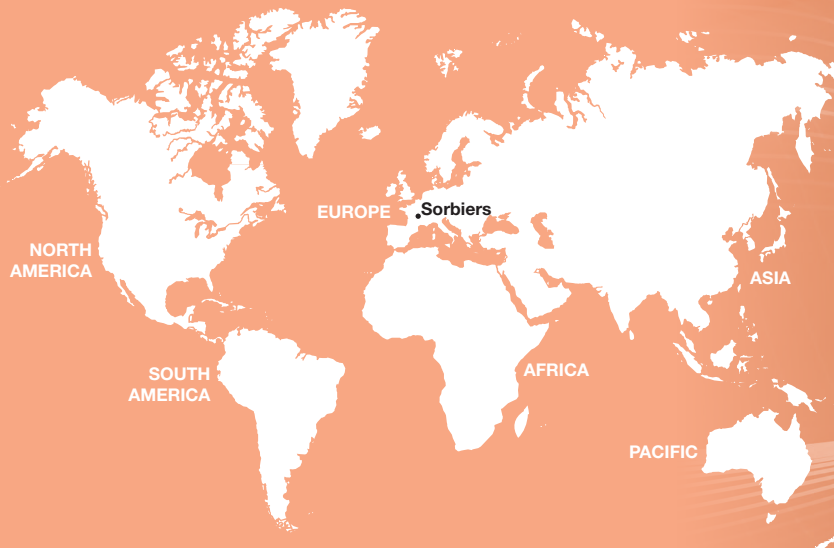 EUROPE
Sorbiers
NORTH
AMERICA
ASIA
SOUTH
AMERICA
AFRICA
PACIFIC